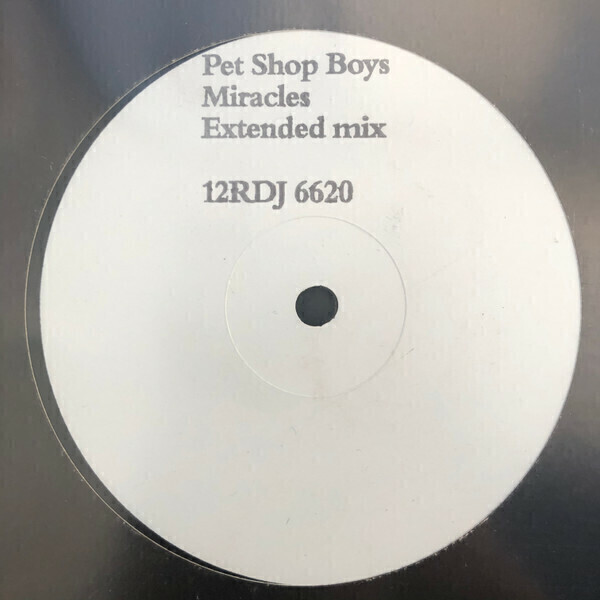 Pet Shop Boys
Miracles
Extended mix
12RDJ 6620